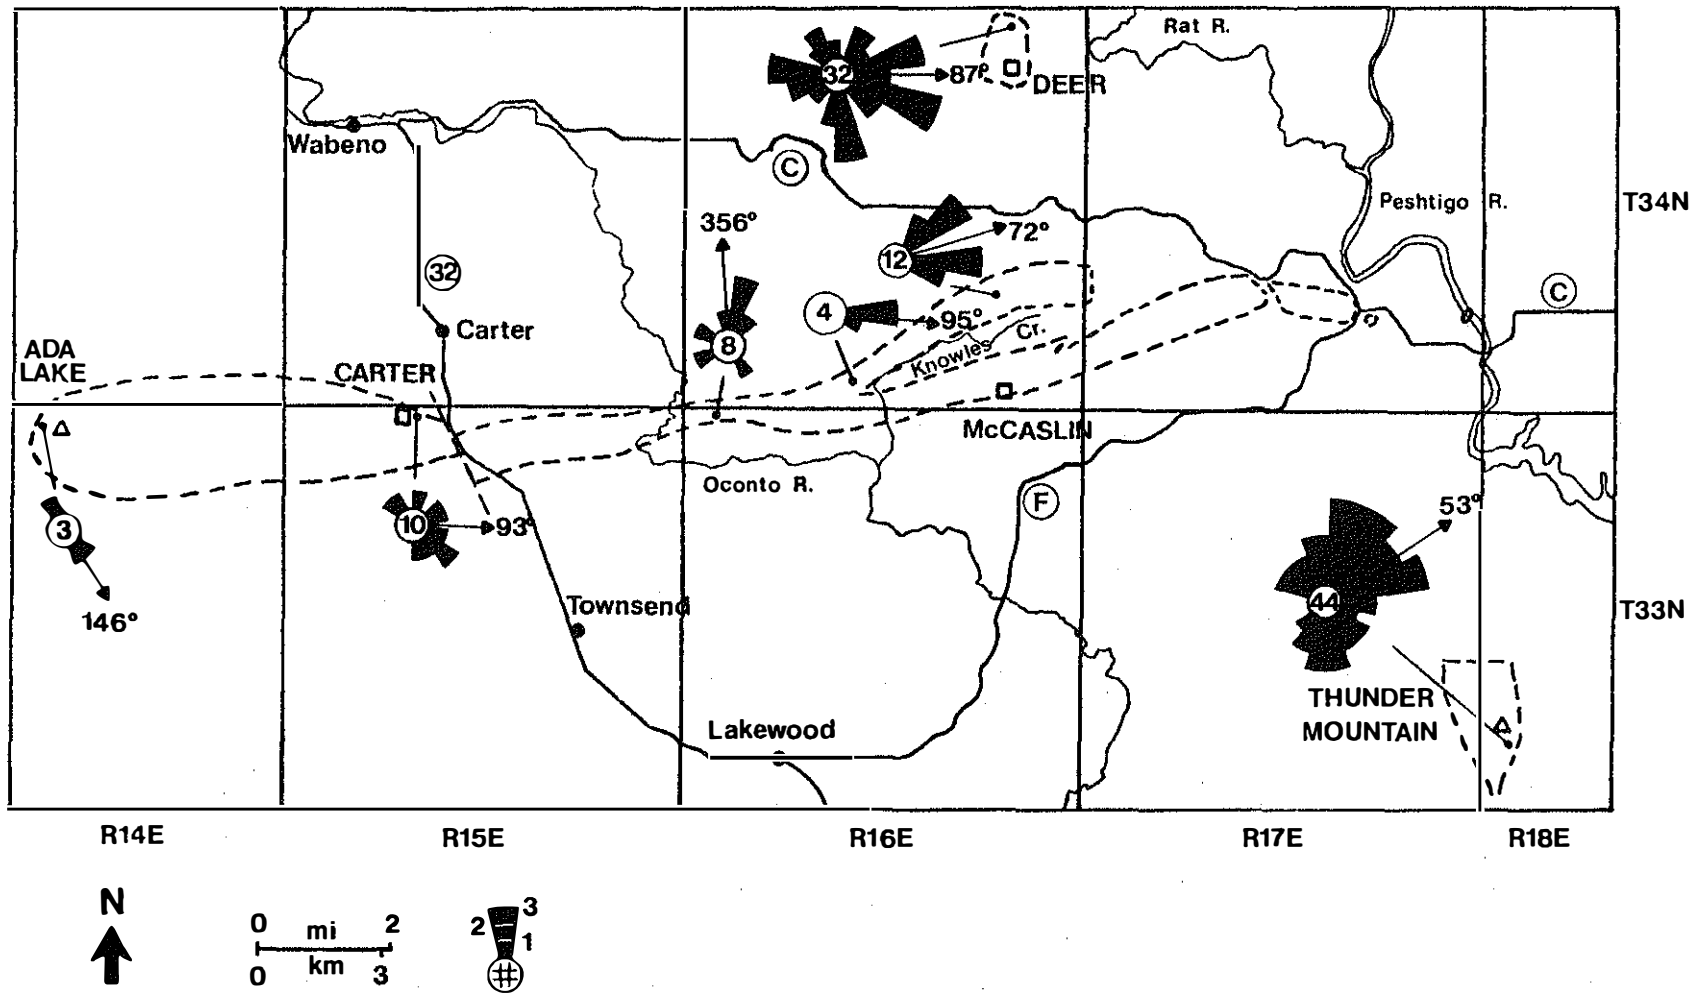 Rat R.
32
87°
DEER
Wabeno
C
Peshtigo R.
T34N
356°
72°
12
32
4
95°
C
Carter
8
Knowles Cr.
ADA
LAKE
CARTER
McCASLIN
Oconto R.
F
53°
3
10
93°
146°
Townsend
44
T33N
THUNDER
MOUNTAIN
Lakewood
R14E
R15E
R16E
R17E
R18E
N
0 mi 2
0 km 3
3
2
1
#